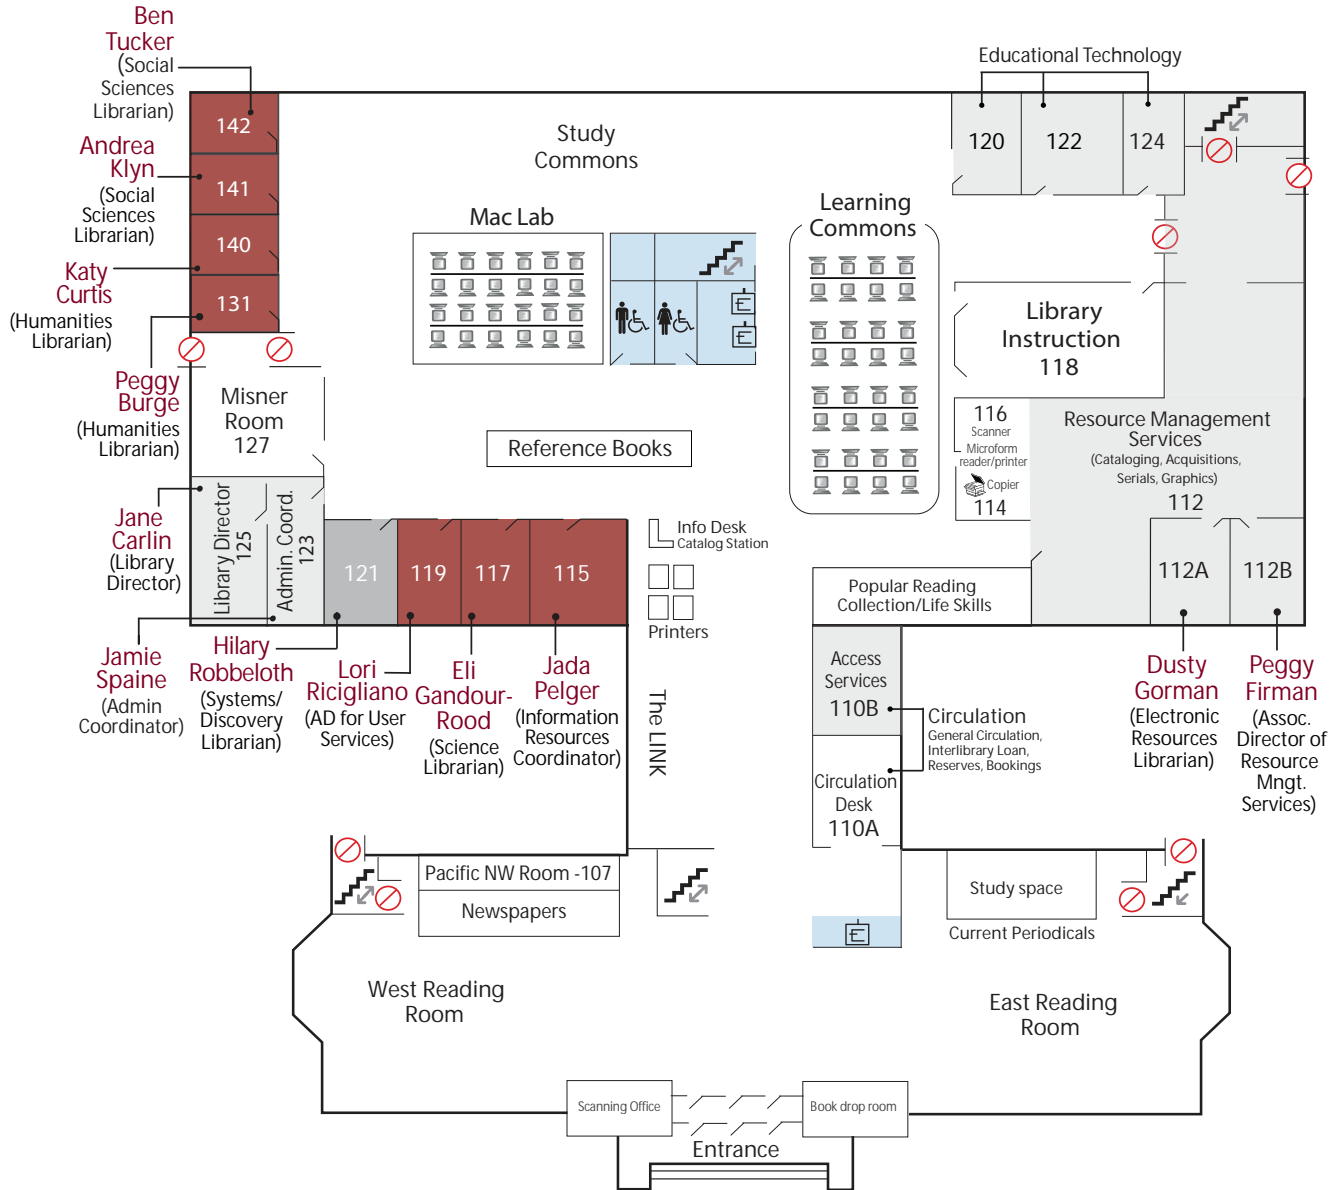 Ben
Tucker
(Social
Sciences
Librarian)
Andrea
Klyn
(Social
Sciences
Librarian)
Katy
Curtis
(Humanities
Librarian)
Peggy
Burge
(Humanities
Librarian)
Jane
Carlin
(Library
Director)
Jamie
Spaine
(Admin
Coordinator)
142
141
140
131
Misner
Room
127
Library Director
125
Admin. Coord.
123
121
119
117
115
Hilary
Robbeloth
(Systems/
Discovery
Librarian)
Lori
Ricigliano
(AD for User
Services)
Eli
Gandour-
Rood
(Science
Librarian)
Jada
Pelger
(Information
Resources
Coordinator)
Study
Commons
Mac Lab
Reference Books
Info Desk
Catalog Station
Printers
The LINK
Learning
Commons
Educational Technology
120
122
124
Library
Instruction
118
116
Scanner
Microform
reader/printer
Copier
114
Resource Management
Services
(Cataloging, Acquisitions,
Serials, Graphics)
112
112A
112B
Popular Reading
Collection/Life Skills
Access
Services
110B
Circulation
General Circulation,
Interlibrary Loan,
Reserves, Bookings
Circulation
Desk
110A
Dusty
Gorman
(Electronic
Resources
Librarian)
Peggy
Firman
(Assoc.
Director of
Resource
Mngt.
Services)
Pacific NW Room -107
Newspapers
Study space
Current Periodicals
West Reading
Room
East Reading
Room
Scanning Office
Book drop room
Entrance
E
E
E